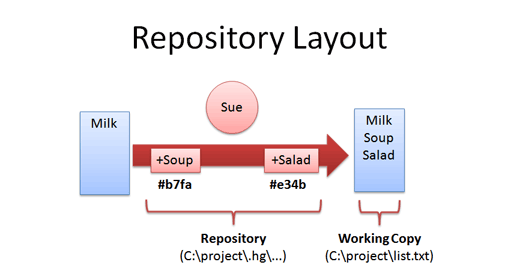 Repository Layout
Sue
Milk
+Soup
+Salad
#b7fa
#e34b
Milk
Soup
Salad
Repository
(C:\project\.hg\...)
Working Copy
(C:\project\list.txt)